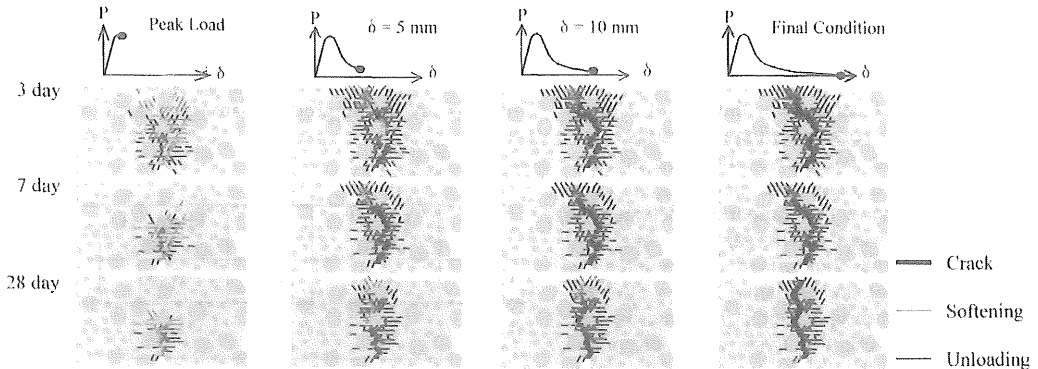 P Peak Load δ
P δ = 5 mm δ
P δ = 10 mm δ
P Final Condition δ
3 day
7 day
28 day
Crack
Softening
Unloading